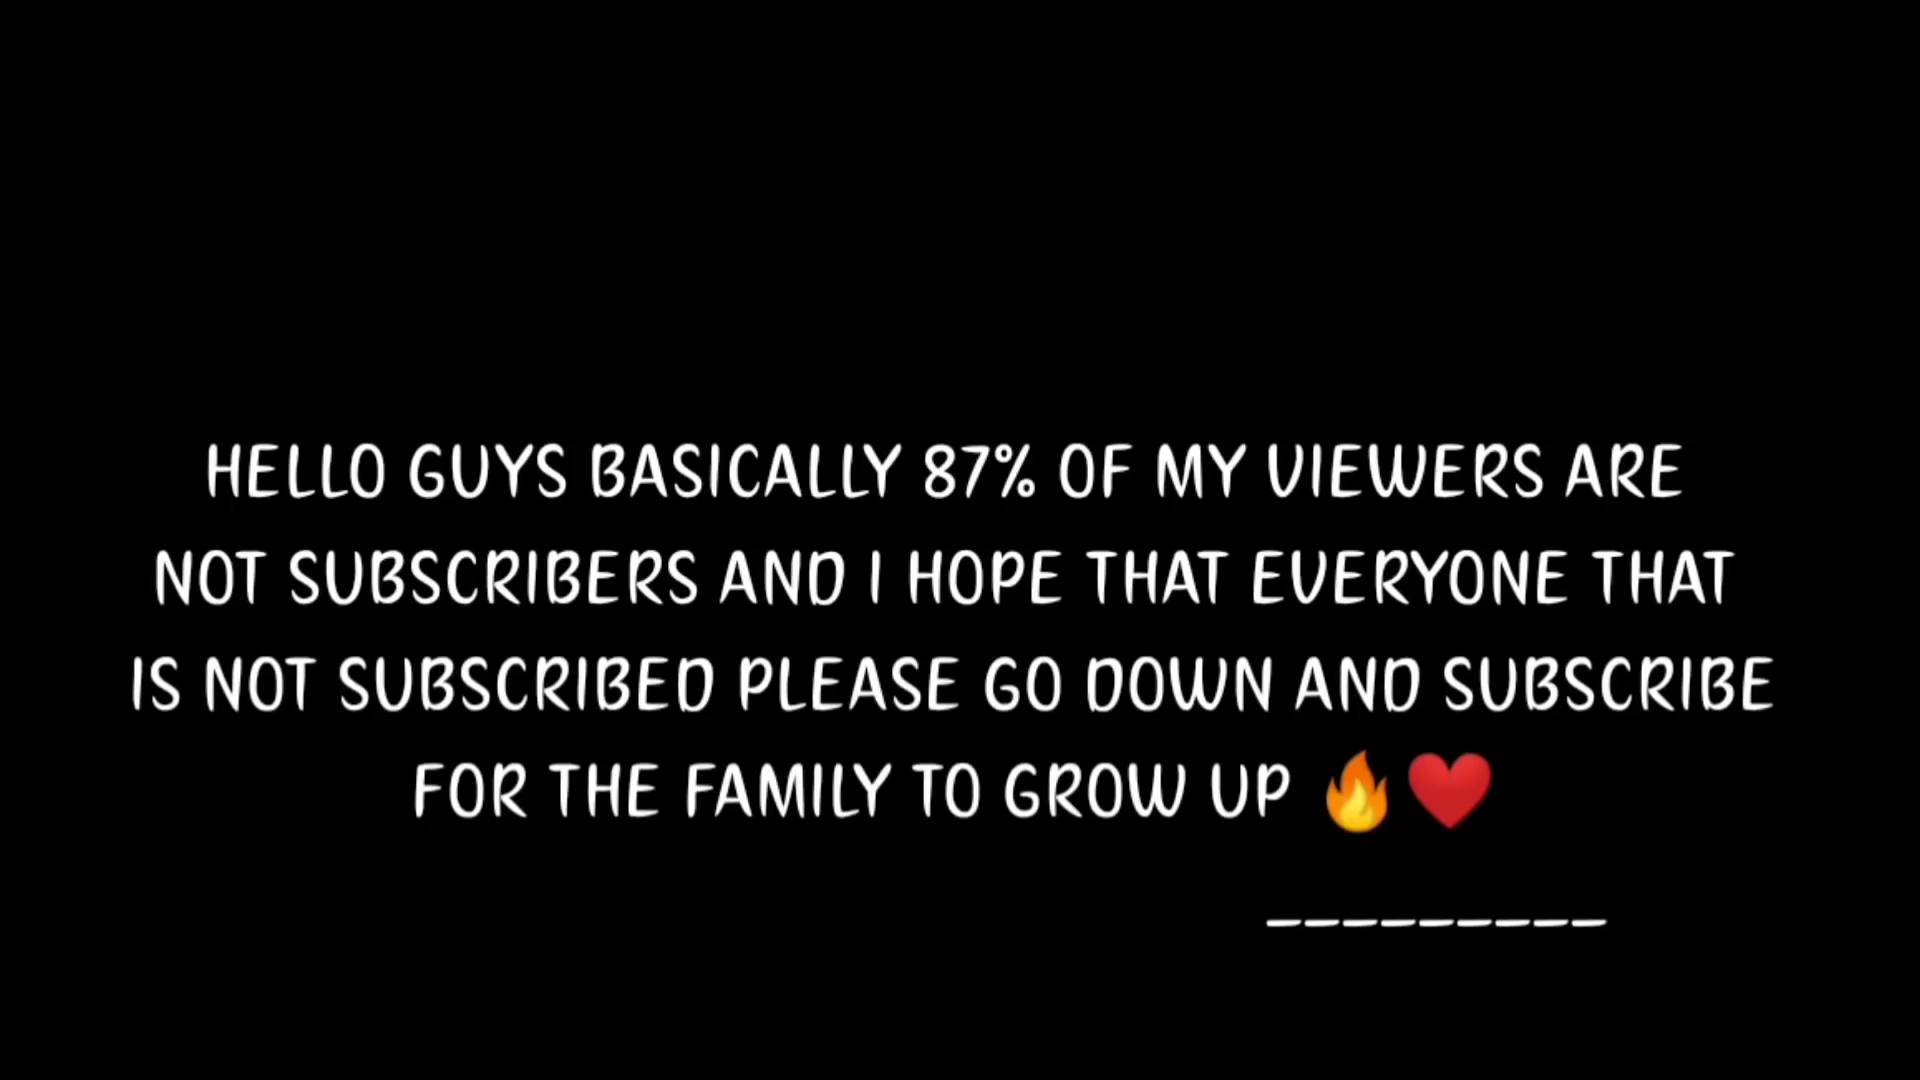 HELLO GUYS BASICALLY 87% OF MY VIEWERS ARE
NOT SUBSCRIBERS AND I HOPE THAT EVERYONE THAT
IS NOT SUBSCRIBED PLEASE GO DOWN AND SUBSCRIBE
FOR THE FAMILY TO GROW UP 🔥❤️
_________